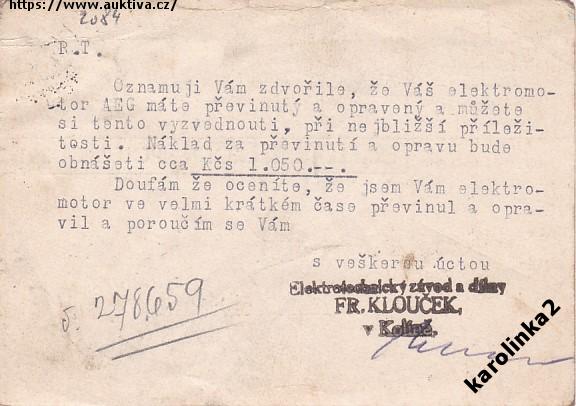 https://www.auktiva.cz/
2084
R.T.
Oznamuji Vám zdvořile, že Váš elektromo-
otor AEG máte převinutý a opravený a můžete
si tento vyzvednouti, při nejbližší příleži-
tosti. Náklad za převinutí a opravu bude
obnášeti cca Kčs 1.050.--.
Doufám že oceníte, že jsem Vám elektro-
motor ve velmi krátkém čase převinul a opra-
vil a poroučím se Vám
s veškerou úctou
Elektrotechnický závod a dílny
FR. KLOUČEK,
v Kolíně,
č. 278.659
karolinka2